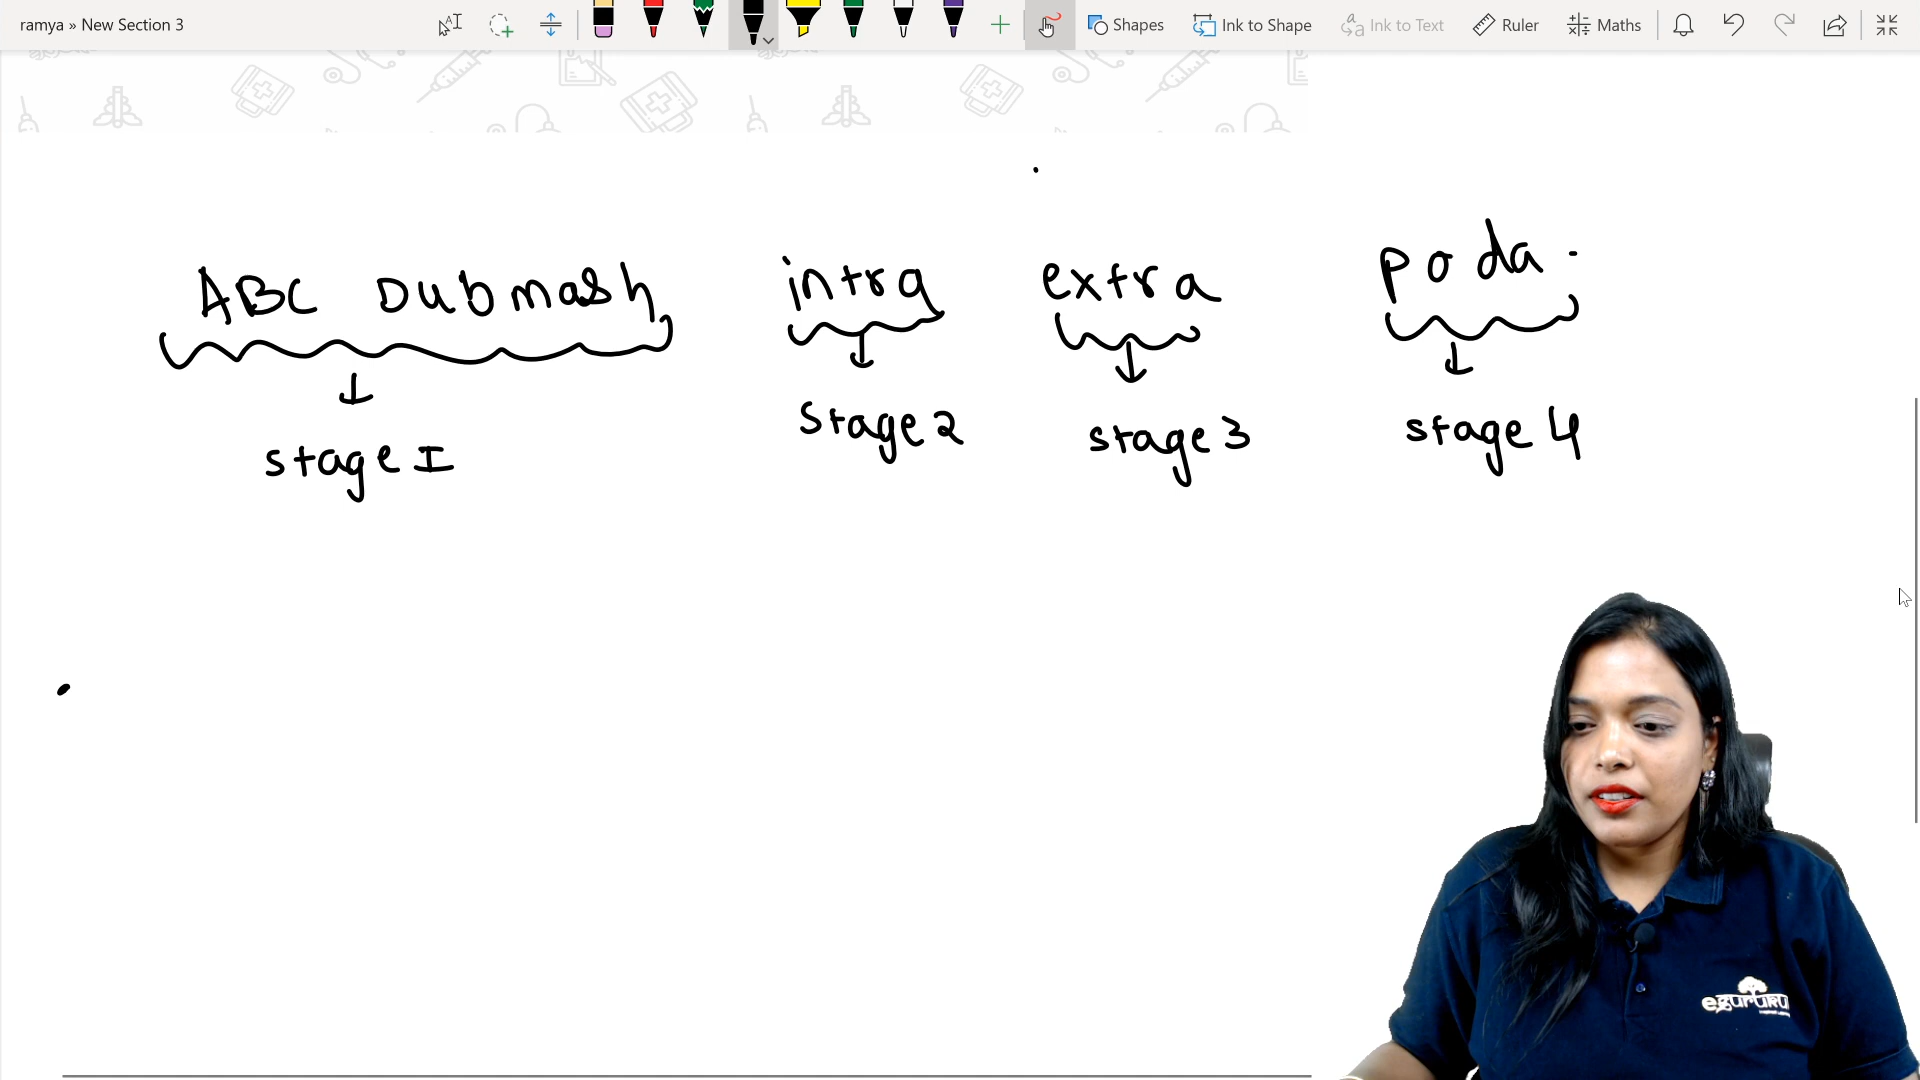 ramya » New Section 3
Shapes
Ink to Shape
Ink to Text
Ruler
Maths
ABC Dubmash intra extra poda.
stage I stage 2 stage 3 stage 4
eGURUKU